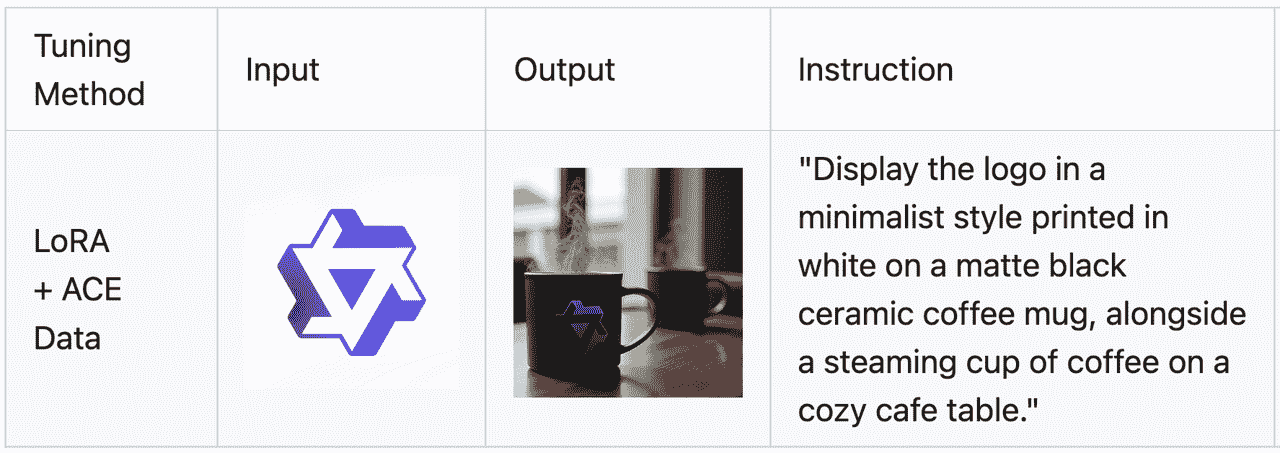 Tuning
Method
Input
Output
Instruction
LoRA
+ ACE
Data
"Display the logo in a
minimalist style printed in
white on a matte black
ceramic coffee mug, alongside
a steaming cup of coffee on a
cozy cafe table."